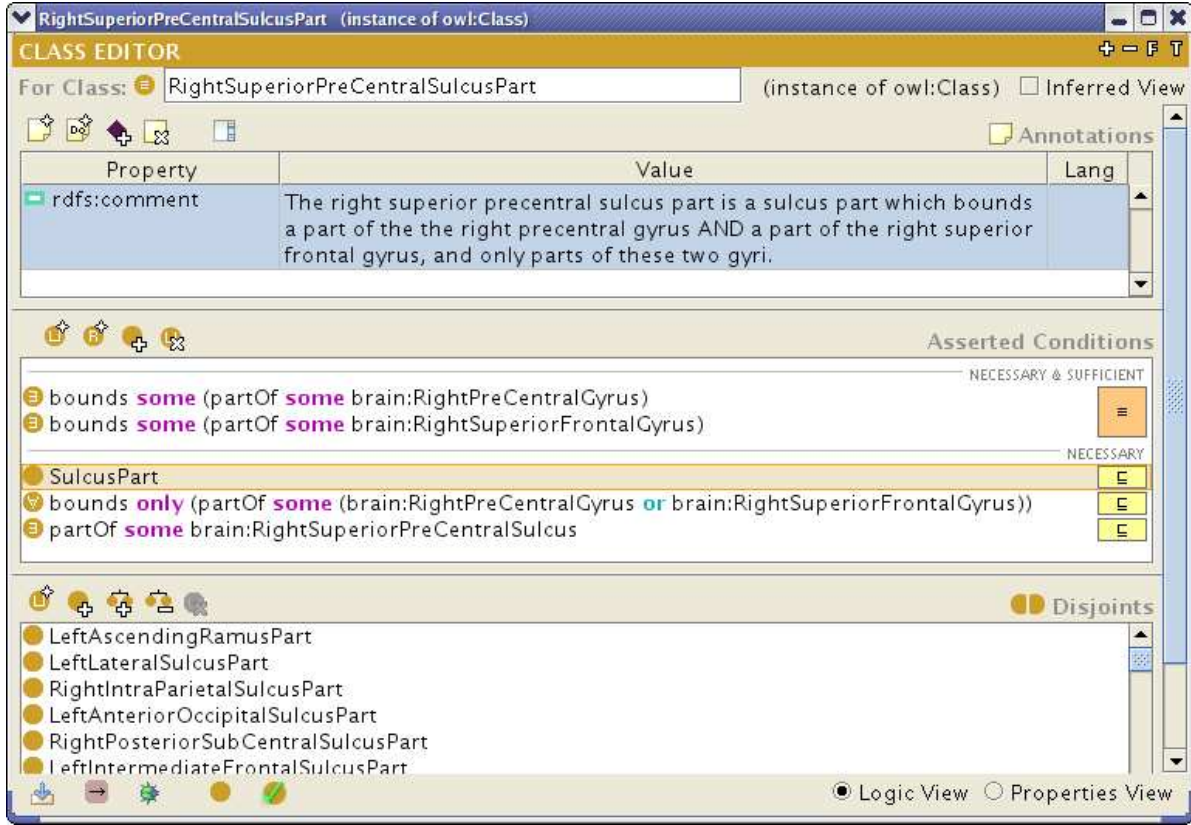 RightSuperiorPreCentralSulcusPart (instance of owl:Class)
CLASS EDITOR
+ − F T
For Class: RightSuperiorPreCentralSulcusPart (instance of owl:Class) Inferred View
Annotations
Property Value Lang
rdfs:comment The right superior precentral sulcus part is a sulcus part which bounds
a part of the the right precentral gyrus AND a part of the right superior
frontal gyrus, and only parts of these two gyri.
Asserted Conditions
NECESSARY & SUFFICIENT
bounds some (partOf some brain:RightPreCentralGyrus)
bounds some (partOf some brain:RightSuperiorFrontalGyrus)
≡
NECESSARY
SulcusPart ⊑
bounds only (partOf some (brain:RightPreCentralGyrus or brain:RightSuperiorFrontalGyrus)) ⊑
partOf some brain:RightSuperiorPreCentralSulcus ⊑
Disjoints
LeftAscendingRamusPart
LeftLateralSulcusPart
RightIntraParietalSulcusPart
LeftAnteriorOccipitalSulcusPart
RightPosteriorSubCentralSulcusPart
LeftIntermediateFrontalSulcusPart
Logic View Properties View